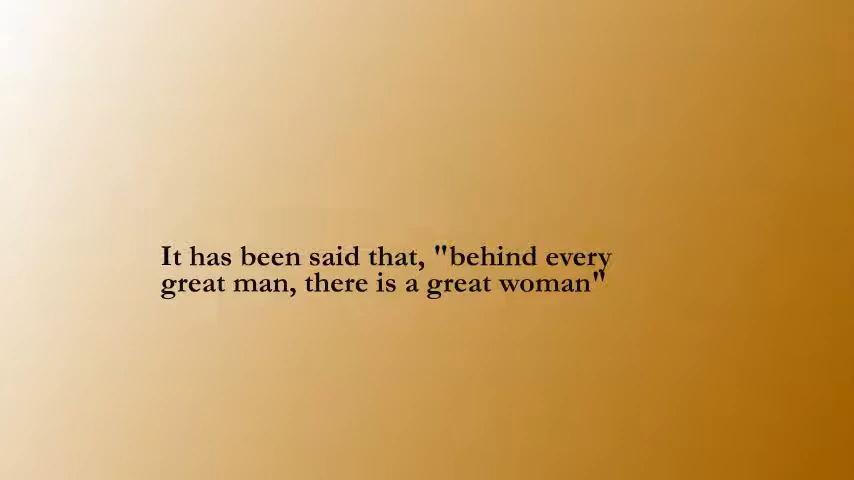 It has been said that, "behind every
great man, there is a great woman"